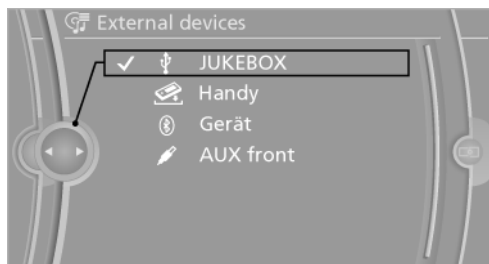 External devices
JUKEBOX
Handy
Gerät
AUX front